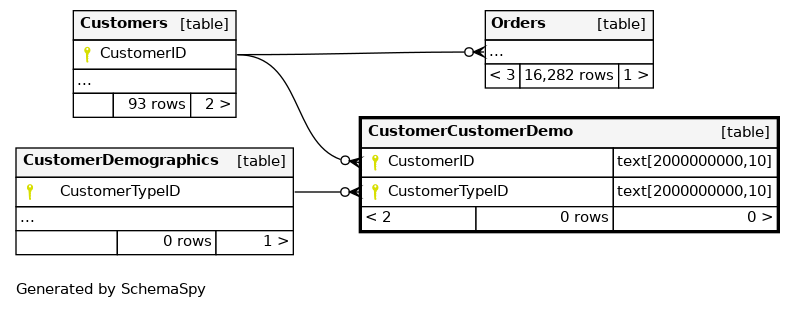 Customers [table]
CustomerID
...
93 rows 2 >
Orders [table]
...
< 3 16,282 rows 1 >
CustomerCustomerDemo [table]
CustomerID text[2000000000,10]
CustomerTypeID text[2000000000,10]
< 2 0 rows 0 >
CustomerDemographics [table]
CustomerTypeID
...
0 rows 1 >
Generated by SchemaSpy